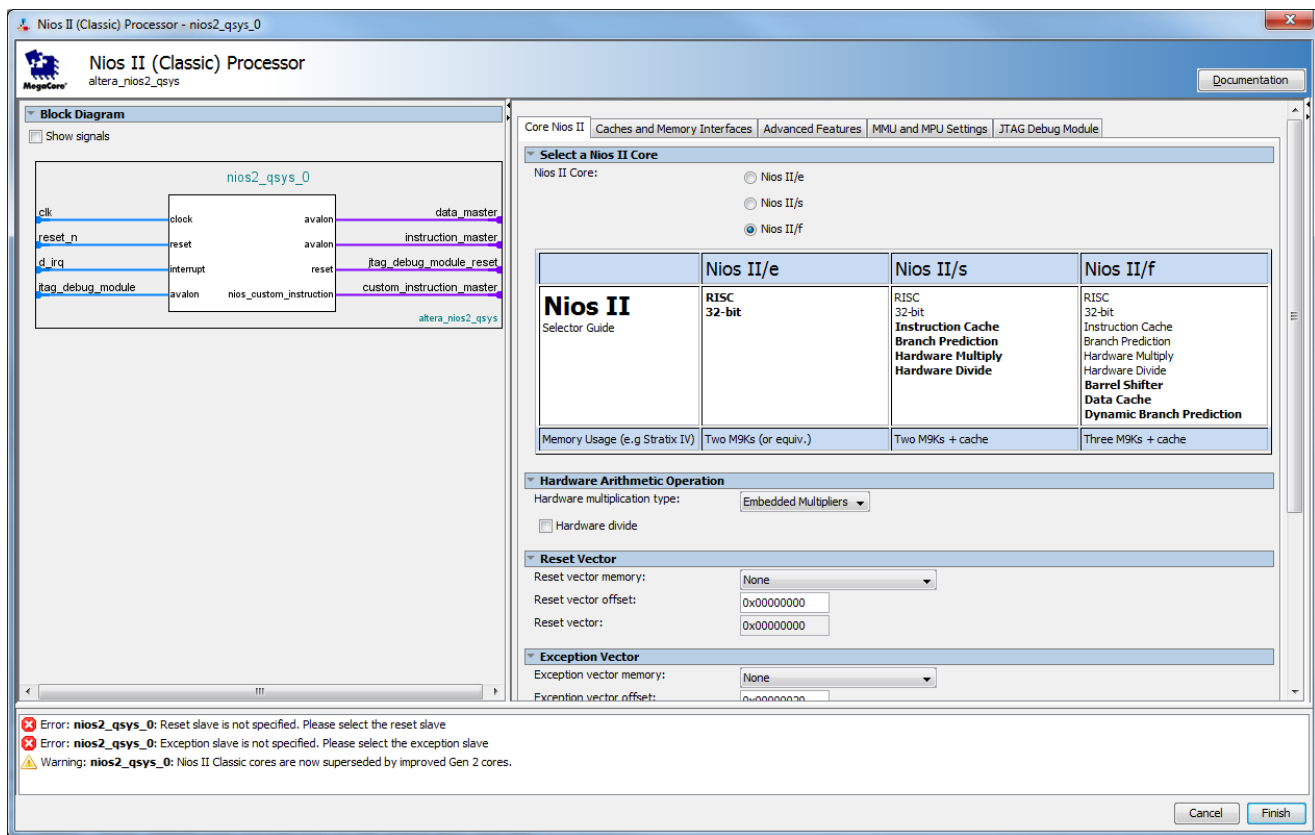 Nios II (Classic) Processor - nios2_qsys_0
MegaCore®
Nios II (Classic) Processor
altera_nios2_qsys
Documentation
Block Diagram
Show signals
nios2_qsys_0
clk
clock
avalon
data_master
reset_n
reset
avalon
instruction_master
d_irq
interrupt
reset
jtag_debug_module_reset
jtag_debug_module
avalon
nios_custom_instruction
custom_instruction_master
altera_nios2_qsys
Core Nios II
Caches and Memory Interfaces
Advanced Features
MMU and MPU Settings
JTAG Debug Module
Select a Nios II Core
Nios II Core:
Nios II/e
Nios II/s
Nios II/f
Nios II/e
Nios II/s
Nios II/f
Nios II
Selector Guide
RISC
32-bit
RISC
32-bit
Instruction Cache
Branch Prediction
Hardware Multiply
Hardware Divide
RISC
32-bit
Instruction Cache
Branch Prediction
Hardware Multiply
Hardware Divide
Barrel Shifter
Data Cache
Dynamic Branch Prediction
Memory Usage (e.g Stratix IV)
Two M9Ks (or equiv.)
Two M9Ks + cache
Three M9Ks + cache
Hardware Arithmetic Operation
Hardware multiplication type:
Embedded Multipliers
Hardware divide
Reset Vector
Reset vector memory:
None
Reset vector offset:
0x00000000
Reset vector:
0x00000000
Exception Vector
Exception vector memory:
None
Exception vector offset:
0x00000020
Error: nios2_qsys_0: Reset slave is not specified. Please select the reset slave
Error: nios2_qsys_0: Exception slave is not specified. Please select the exception slave
Warning: nios2_qsys_0: Nios II Classic cores are now superseded by improved Gen 2 cores.
Cancel
Finish